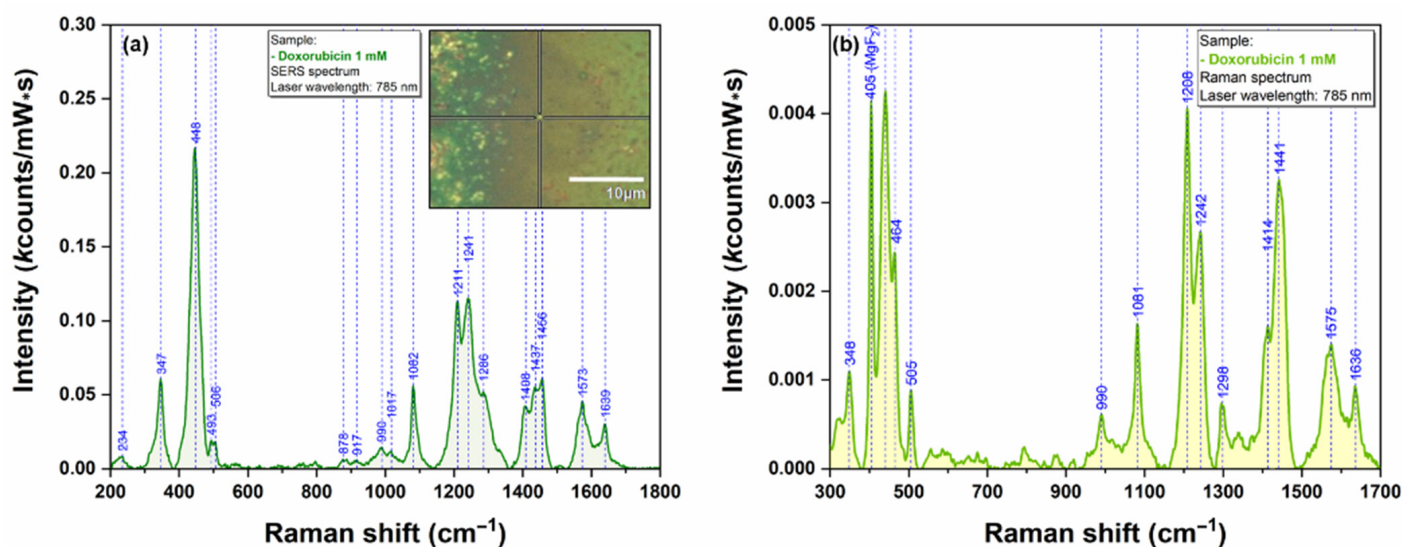 (a)
Sample:
- Doxorubicin 1 mM
SERS spectrum
Laser wavelength: 785 nm
10µm
Intensity (kcounts/mW*s)
0.30
0.25
0.20
0.15
0.10
0.05
0.00
234
347
448
493
506
878
917
990
1017
1082
1211
1241
1286
1408
1437
1456
1573
1639
200 400 600 800 1000 1200 1400 1600 1800
Raman shift (cm⁻¹)
(b)
Sample:
- Doxorubicin 1 mM
Raman spectrum
Laser wavelength: 785 nm
Intensity (kcounts/mW*s)
0.005
0.004
0.003
0.002
0.001
0.000
348
405 (MgF₂)
464
505
990
1081
1208
1242
1298
1414
1441
1575
1636
300 500 700 900 1100 1300 1500 1700
Raman shift (cm⁻¹)